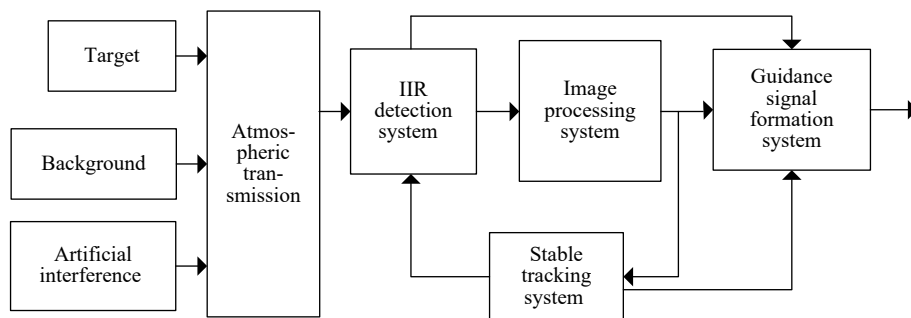 Target
Background
Artificial
interference
Atmos-
pheric
tran-
smission
IIR
detection
system
Image
processing
system
Guidance
signal
formation
system
Stable
tracking
system